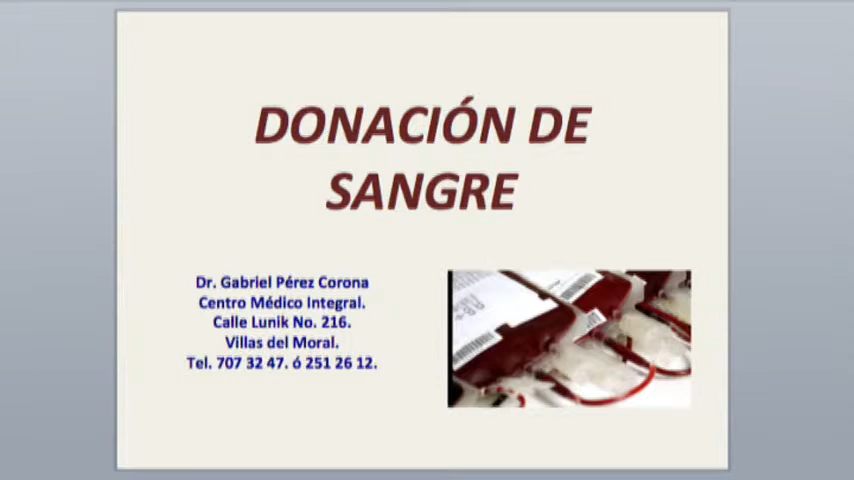 DONACIÓN DE
SANGRE
Dr. Gabriel Pérez Corona
Centro Médico Integral.
Calle Lunik No. 216.
Villas del Moral.
Tel. 707 32 47. ó 251 26 12.